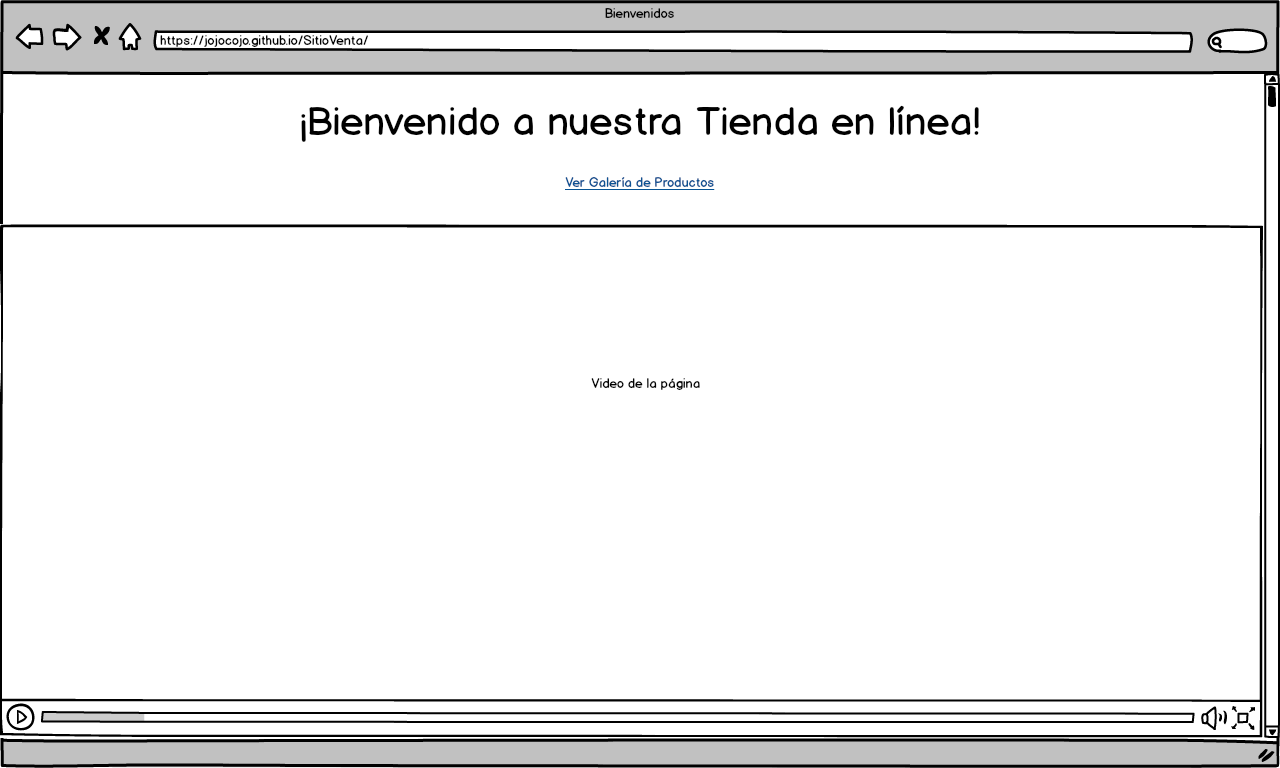 Bienvenidos
https://jojocojo.github.io/SitioVenta/
¡Bienvenido a nuestra Tienda en línea!
Ver Galería de Productos
Video de la página